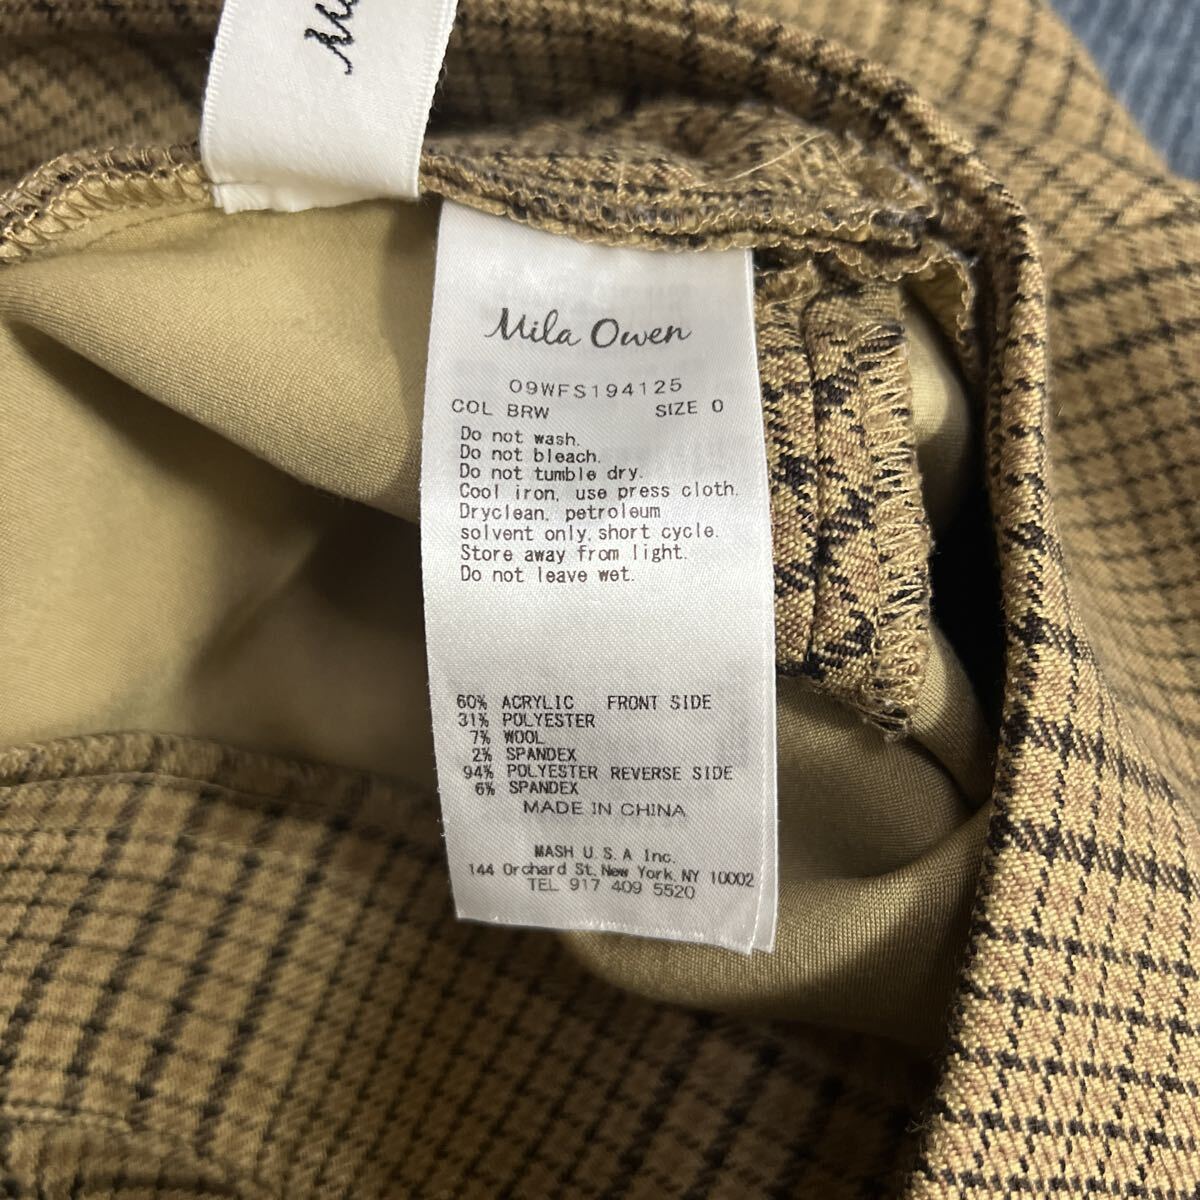 Mila Owen
09WFS194125
COL BRW SIZE 0
Do not wash.
Do not bleach.
Do not tumble dry.
Cool iron, use press cloth.
Dryclean, petroleum
solvent only, short cycle.
Store away from light.
Do not leave wet.
60% ACRYLIC FRONT SIDE
31% POLYESTER
7% WOOL
2% SPANDEX
94% POLYESTER REVERSE SIDE
6% SPANDEX
MADE IN CHINA
MASH U.S.A Inc.
144 Orchard St, New York, NY 10002
TEL 917 409 5520